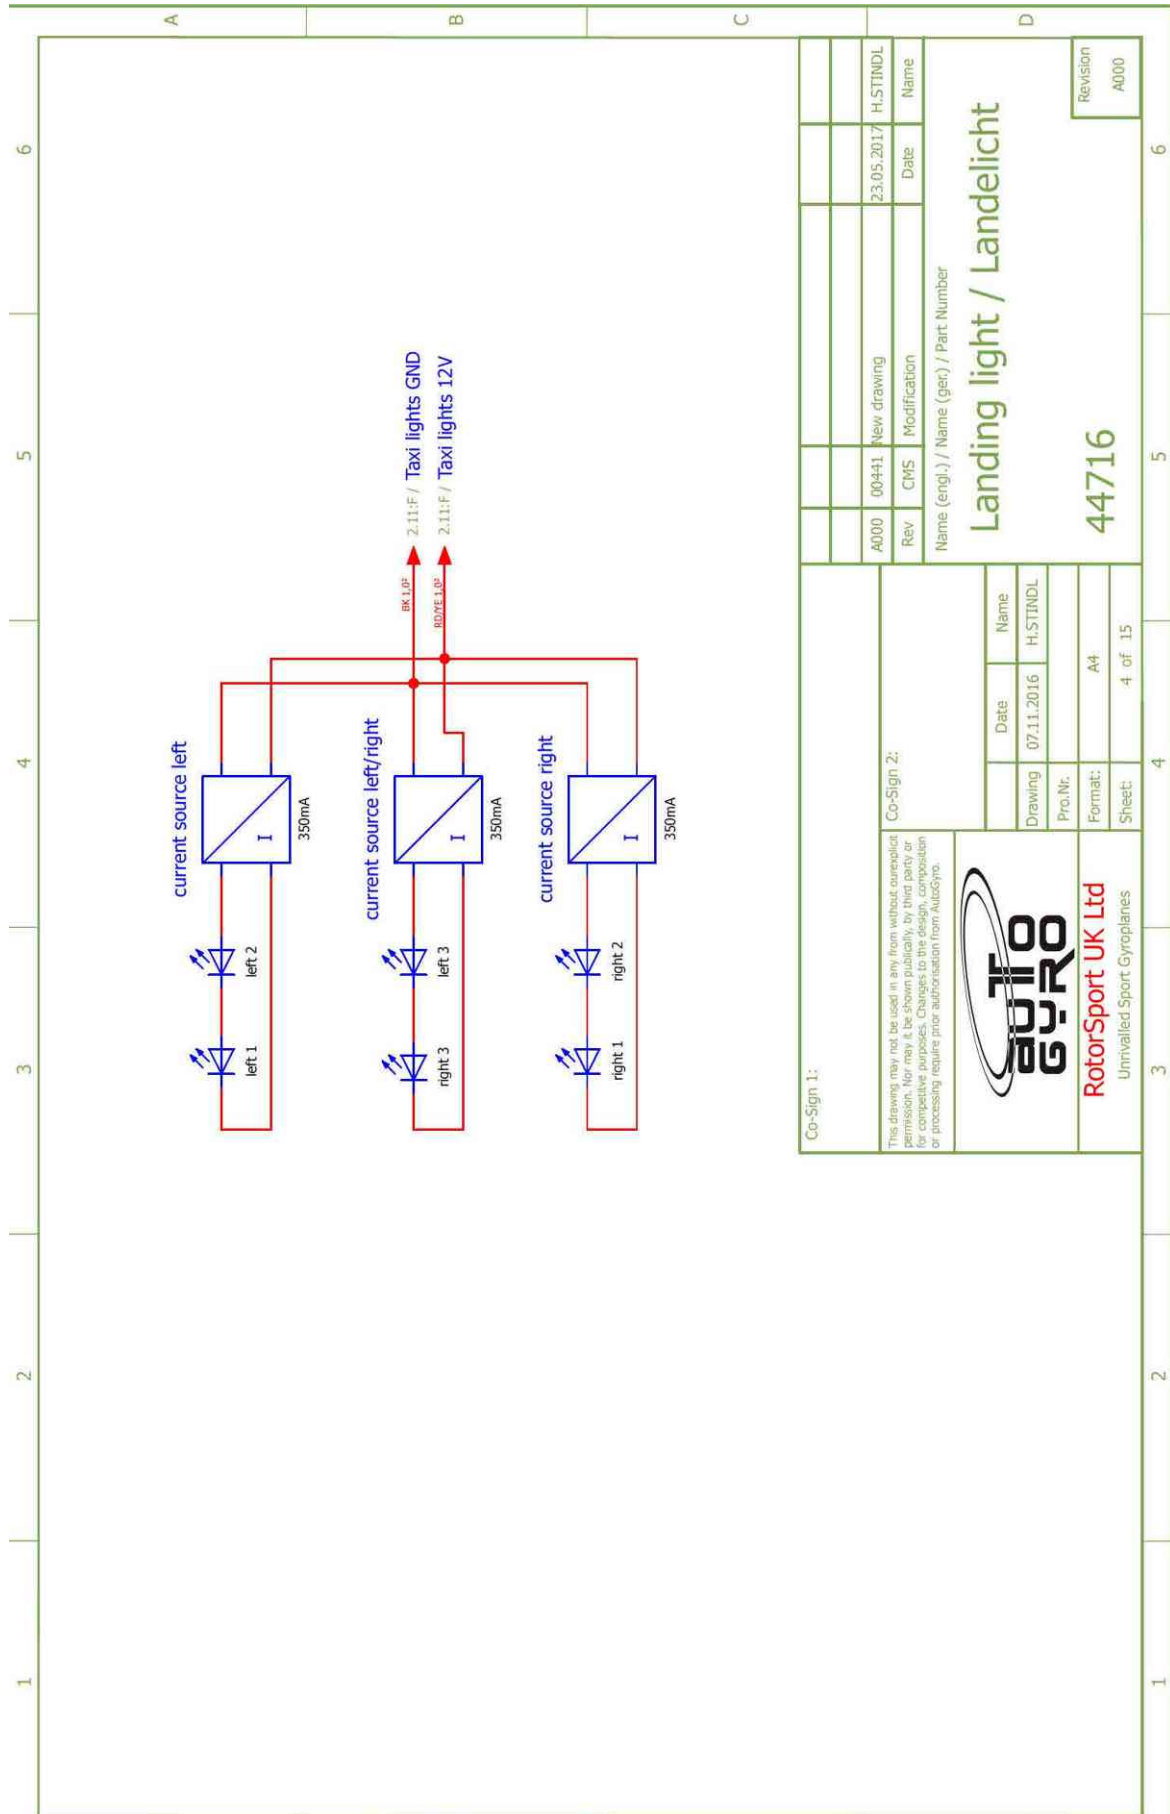 1 2 3 4 5 6
A
B
C
D
current source left
left 1
left 2
I
350mA
current source left/right
right 3
left 3
I
350mA
current source right
right 1
right 2
I
350mA
BK 1,0²
2.11:F / Taxi lights GND
RD/YE 1,0²
2.11:F / Taxi lights 12V
Co-Sign 1:
Co-Sign 2:
This drawing may not be used in any from without ourexplicit
permission. Nor may it be shown publically, by third party or
for competitive purposes. Changes to the design, composition
or processing require prior authorisation from AutoGyro.
AUTO
GYRO
RotorSport UK Ltd
Unrivalled Sport Gyroplanes
Date Name
Drawing 07.11.2016 H.STINDL
Pro.Nr.
Format: A4
Sheet: 4 of 15
A000 00441 New drawing 23.05.2017 H.STINDL
Rev CMS Modification Date Name
Name (engl.) / Name (ger.) / Part Number
Landing light / Landelicht
44716
Revision
A000
1 2 3 4 5 6